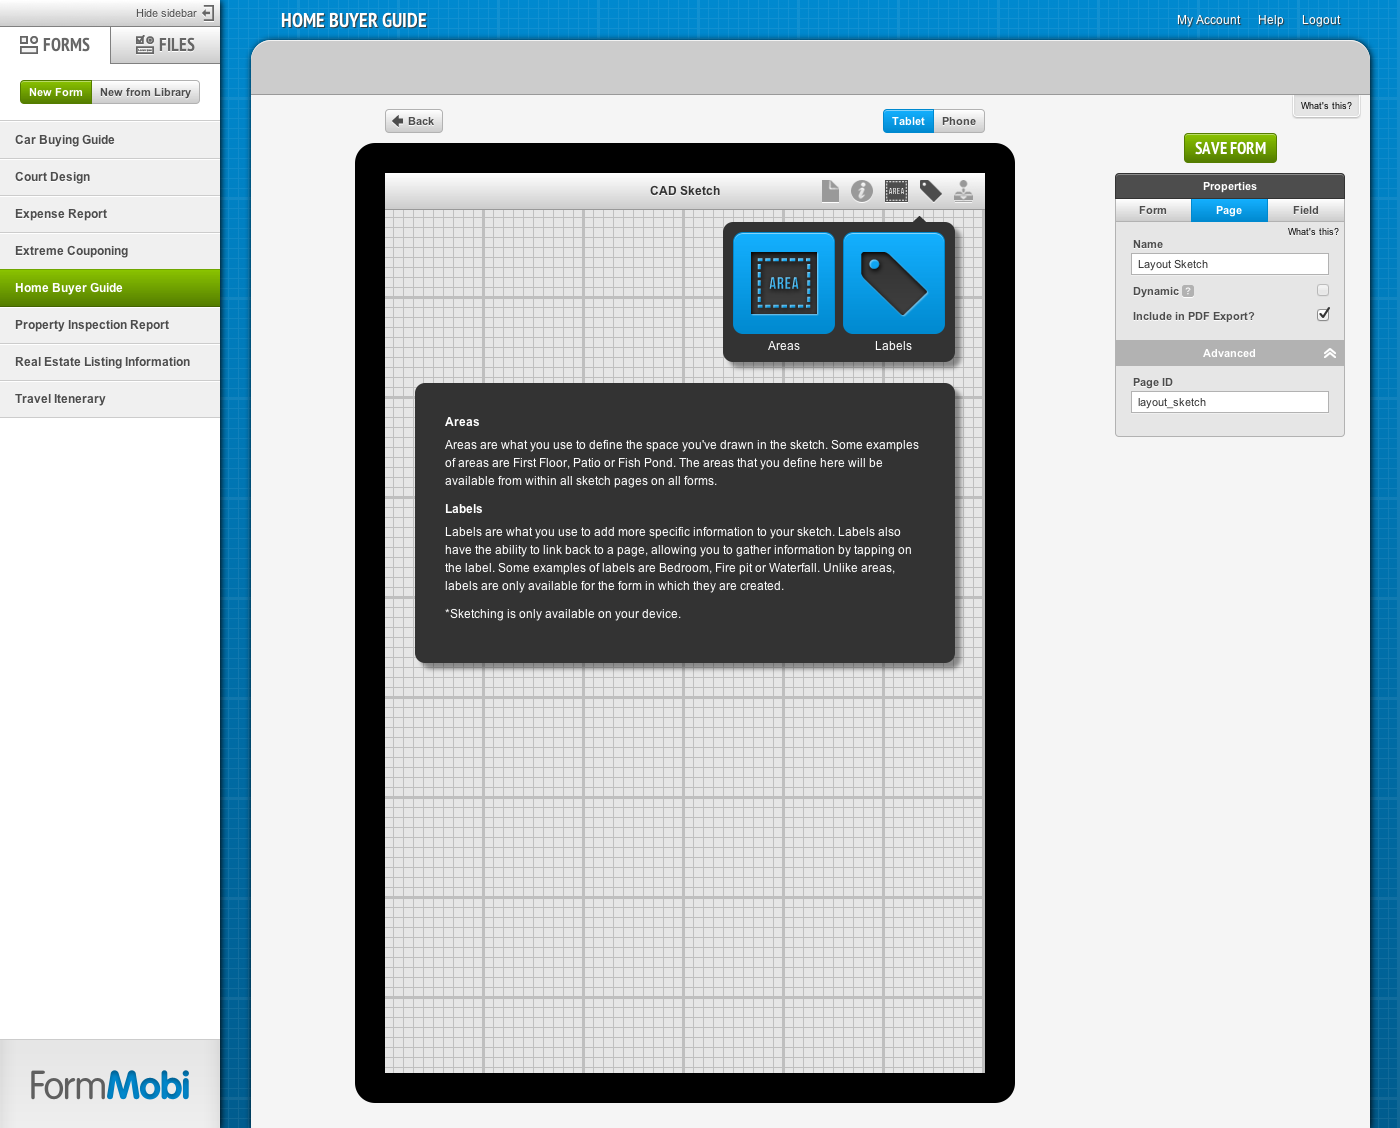 Hide sidebar
FORMS
FILES
New Form
New from Library
Car Buying Guide
Court Design
Expense Report
Extreme Couponing
Home Buyer Guide
Property Inspection Report
Real Estate Listing Information
Travel Itenerary
FormMobi
HOME BUYER GUIDE
My Account
Help
Logout
What's this?
Back
Tablet
Phone
CAD Sketch
AREA
AREA
Areas
Labels
Areas
Areas are what you use to define the space you've drawn in the sketch. Some examples
of areas are First Floor, Patio or Fish Pond. The areas that you define here will be
available from within all sketch pages on all forms.
Labels
Labels are what you use to add more specific information to your sketch. Labels also
have the ability to link back to a page, allowing you to gather information by tapping on
the label. Some examples of labels are Bedroom, Fire pit or Waterfall. Unlike areas,
labels are only available for the form in which they are created.
*Sketching is only available on your device.
SAVE FORM
Properties
Form
Page
Field
What's this?
Name
Layout Sketch
Dynamic ?
Include in PDF Export?
Advanced
Page ID
layout_sketch